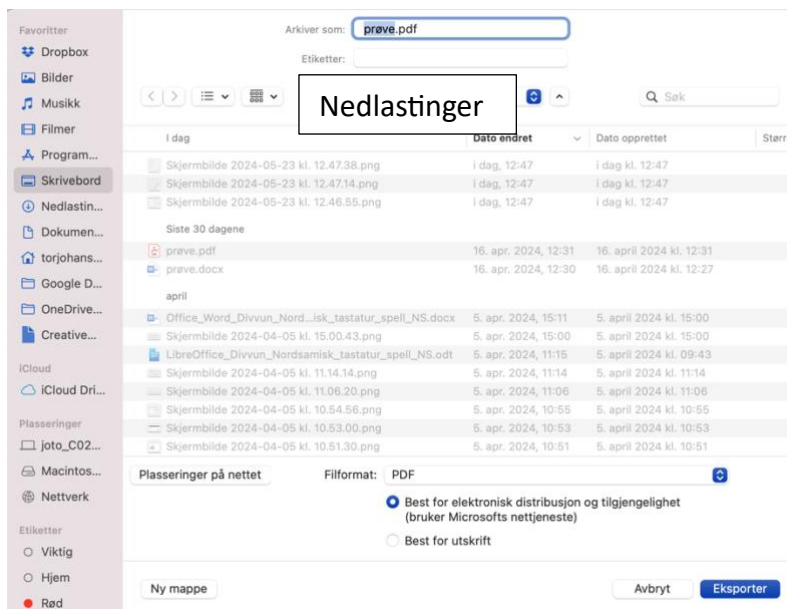 Favoritter
Dropbox
Bilder
Musikk
Filmer
Program...
Skrivebord
Nedlastin...
Dokumen...
torjohans...
Google D...
OneDrive...
Creative...
iCloud
iCloud Dri...
Plasseringer
joto_C02...
Macintos...
Nettverk
Etiketter
Viktig
Hjem
Rød
Arkiver som: prøve.pdf
Etiketter:
Nedlastinger
Søk
I dag Dato endret Dato opprettet Størr
Skjermbilde 2024-05-23 kl. 12.47.38.png i dag, 12:47 i dag kl. 12:47
Skjermbilde 2024-05-23 kl. 12.47.14.png i dag, 12:47 i dag kl. 12:47
Skjermbilde 2024-05-23 kl. 12.46.55.png i dag, 12:47 i dag kl. 12:47
Siste 30 dagene
prøve.pdf 16. apr. 2024, 12:31 16. april 2024 kl. 12:31
prøve.docx 16. apr. 2024, 12:30 16. april 2024 kl. 12:27
april
Office_Word_Divvun_Nord...isk_tastatur_spell_NS.docx 5. apr. 2024, 15:11 5. april 2024 kl. 15:00
Skjermbilde 2024-04-05 kl. 15.00.43.png 5. apr. 2024, 15:00 5. april 2024 kl. 15:00
LibreOffice_Divvun_Nordsamisk_tastatur_spell_NS.odt 5. apr. 2024, 11:15 5. april 2024 kl. 09:43
Skjermbilde 2024-04-05 kl. 11.14.14.png 5. apr. 2024, 11:14 5. april 2024 kl. 11:14
Skjermbilde 2024-04-05 kl. 11.06.20.png 5. apr. 2024, 11:06 5. april 2024 kl. 11:06
Skjermbilde 2024-04-05 kl. 10.54.56.png 5. apr. 2024, 10:55 5. april 2024 kl. 10:55
Skjermbilde 2024-04-05 kl. 10.53.00.png 5. apr. 2024, 10:53 5. april 2024 kl. 10:53
Skjermbilde 2024-04-05 kl. 10.51.30.png 5. apr. 2024, 10:51 5. april 2024 kl. 10:51
Plasseringer på nettet Filformat: PDF
Best for elektronisk distribusjon og tilgjengelighet
(bruker Microsofts nettjeneste)
Best for utskrift
Ny mappe Avbryt Eksporter